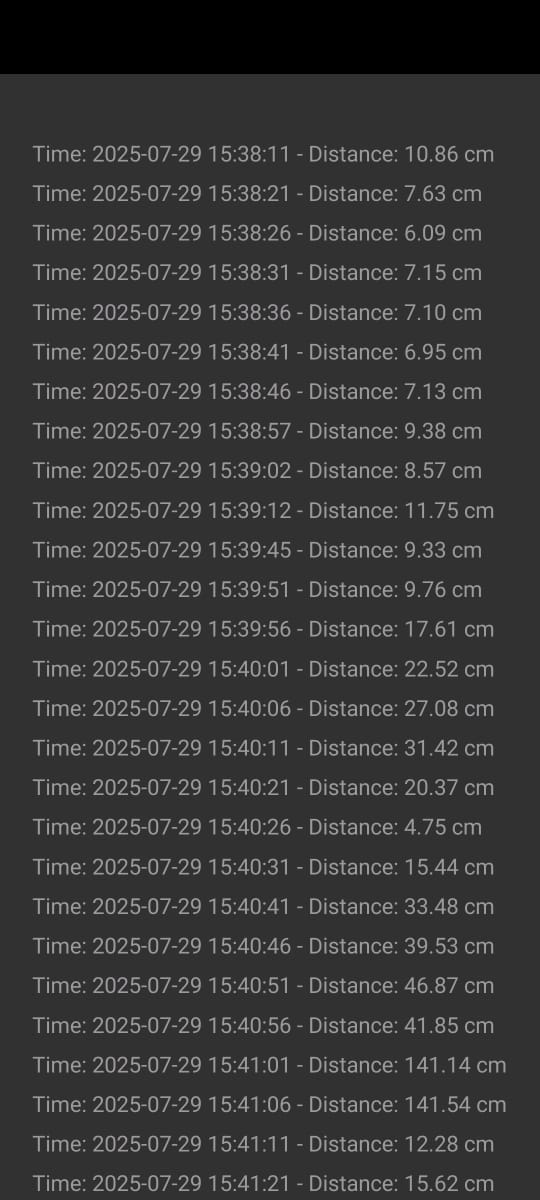 Time: 2025-07-29 15:38:11 - Distance: 10.86 cm
Time: 2025-07-29 15:38:21 - Distance: 7.63 cm
Time: 2025-07-29 15:38:26 - Distance: 6.09 cm
Time: 2025-07-29 15:38:31 - Distance: 7.15 cm
Time: 2025-07-29 15:38:36 - Distance: 7.10 cm
Time: 2025-07-29 15:38:41 - Distance: 6.95 cm
Time: 2025-07-29 15:38:46 - Distance: 7.13 cm
Time: 2025-07-29 15:38:57 - Distance: 9.38 cm
Time: 2025-07-29 15:39:02 - Distance: 8.57 cm
Time: 2025-07-29 15:39:12 - Distance: 11.75 cm
Time: 2025-07-29 15:39:45 - Distance: 9.33 cm
Time: 2025-07-29 15:39:51 - Distance: 9.76 cm
Time: 2025-07-29 15:39:56 - Distance: 17.61 cm
Time: 2025-07-29 15:40:01 - Distance: 22.52 cm
Time: 2025-07-29 15:40:06 - Distance: 27.08 cm
Time: 2025-07-29 15:40:11 - Distance: 31.42 cm
Time: 2025-07-29 15:40:21 - Distance: 20.37 cm
Time: 2025-07-29 15:40:26 - Distance: 4.75 cm
Time: 2025-07-29 15:40:31 - Distance: 15.44 cm
Time: 2025-07-29 15:40:41 - Distance: 33.48 cm
Time: 2025-07-29 15:40:46 - Distance: 39.53 cm
Time: 2025-07-29 15:40:51 - Distance: 46.87 cm
Time: 2025-07-29 15:40:56 - Distance: 41.85 cm
Time: 2025-07-29 15:41:01 - Distance: 141.14 cm
Time: 2025-07-29 15:41:06 - Distance: 141.54 cm
Time: 2025-07-29 15:41:11 - Distance: 12.28 cm
Time: 2025-07-29 15:41:21 - Distance: 15.62 cm